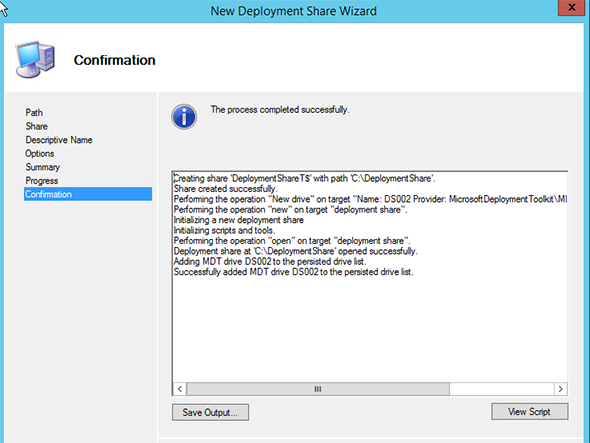 New Deployment Share Wizard
x
Confirmation
Path
Share
Descriptive Name
Options
Summary
Progress
Confirmation
The process completed successfully.
Creating share 'DeploymentShareT$' with path 'C:\DeploymentShare'.
Share created successfully.
Performing the operation "New drive" on target "Name: DS002 Provider: MicrosoftDeploymentToolkit\MI
Performing the operation "new" on target "deployment share".
Initializing a new deployment share
Initializing scripts and tools.
Performing the operation "open" on target "deployment share".
Deployment share at 'C:\DeploymentShare' opened successfully.
Adding MDT drive DS002 to the persisted drive list.
Successfully added MDT drive DS002 to the persisted drive list.
Save Output...
View Script